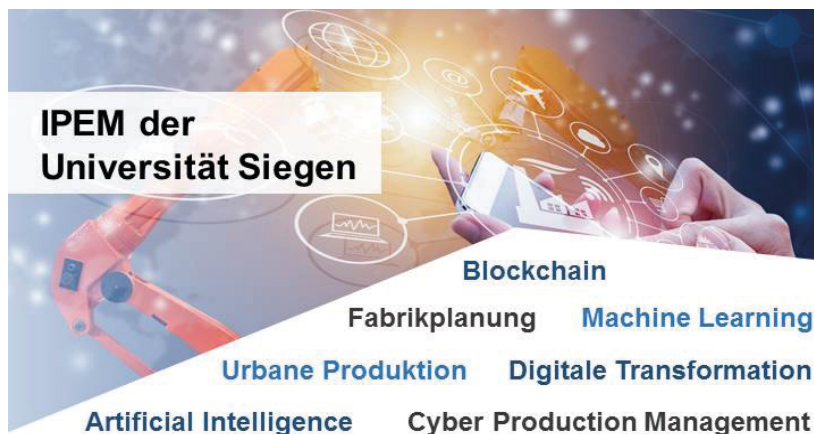 IPEM der
Universität Siegen
Blockchain
Fabrikplanung Machine Learning
Urbane Produktion Digitale Transformation
Artificial Intelligence Cyber Production Management